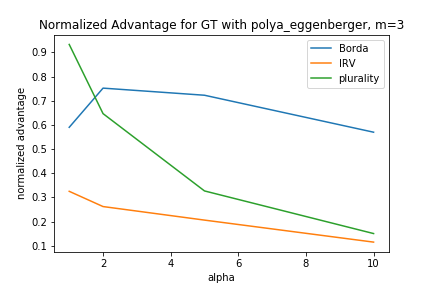 Normalized Advantage for GT with polya_eggenberger, m=3
Borda
IRV
plurality
normalized advantage
0.9
0.8
0.7
0.6
0.5
0.4
0.3
0.2
0.1
2 4 6 8 10
alpha